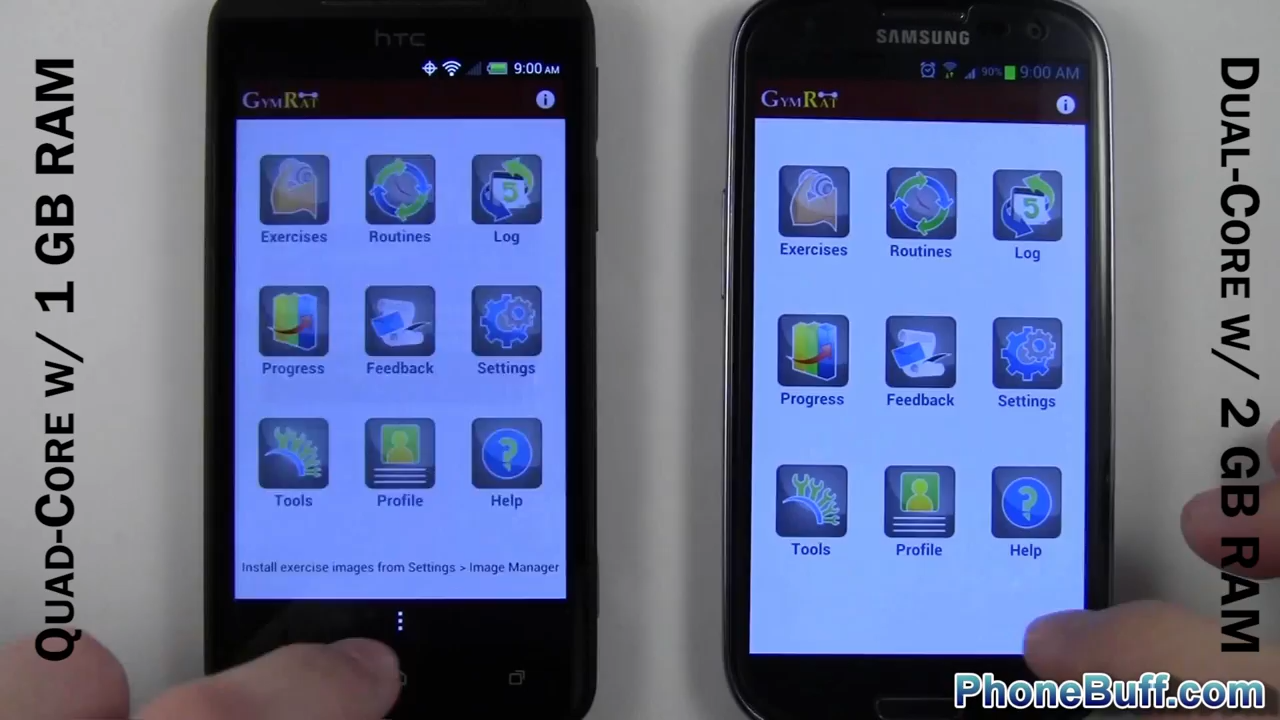 QUAD-CORE W/ 1 GB RAM
hTC
9:00 AM
GYMRAT
i
Exercises
Routines
5
Log
Progress
Feedback
Settings
Tools
Profile
?
Help
Install exercise images from Settings > Image Manager
SAMSUNG
90% 9:00 AM
GYMRAT
i
Exercises
Routines
5
Log
Progress
Feedback
Settings
Tools
Profile
?
Help
DUAL-CORE W/ 2 GB RAM
PhoneBuff.com